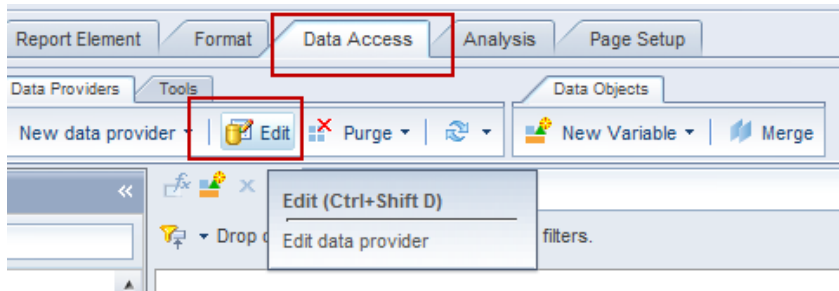 Report Element Format Data Access Analysis Page Setup
Data Providers Tools Data Objects
New data provider Edit Purge New Variable Merge
Edit (Ctrl+Shift D)
Drop filters.
Edit data provider